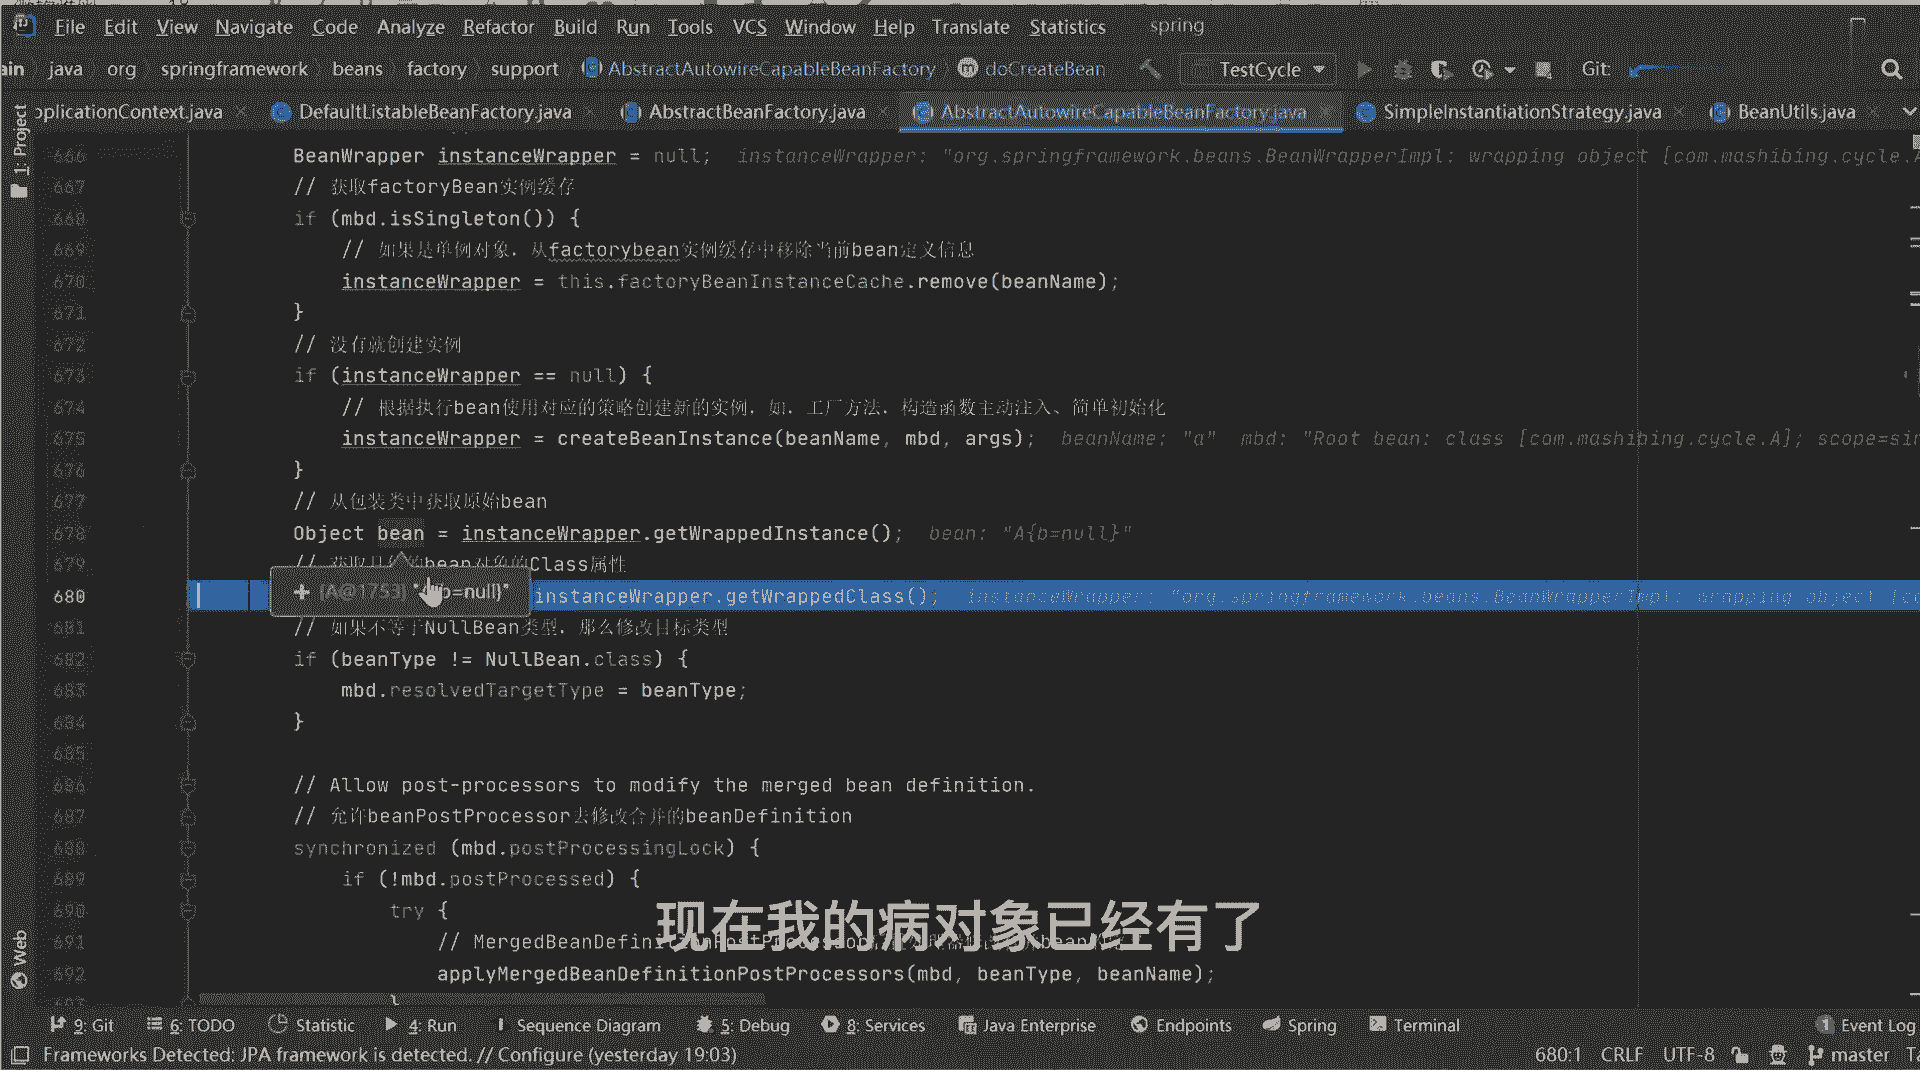 File Edit View Navigate Code Analyze Refactor Build Run Tools VCS Window Help Translate Statistics spring
ain java org springframework beans factory support AbstractAutowireCapableBeanFactory doCreateBean TestCycle Git:
pplicationContext.java DefaultListableBeanFactory.java AbstractBeanFactory.java AbstractAutowireCapableBeanFactory.java SimpleInstantiationStrategy.java BeanUtils.java
1: Project
666 BeanWrapper instanceWrapper = null; instanceWrapper: "org.springframework.beans.BeanWrapperImpl: wrapping object [com.mashibing.cycle.A
667 // 获取factoryBean实例缓存
668 if (mbd.isSingleton()) {
669 // 如果是单例对象，从factorybean实例缓存中移除当前bean定义信息
670 instanceWrapper = this.factoryBeanInstanceCache.remove(beanName);
671 }
672 // 没有就创建实例
673 if (instanceWrapper == null) {
674 // 根据执行bean使用对应的策略创建新的实例，如，工厂方法，构造函数主动注入、简单初始化
675 instanceWrapper = createBeanInstance(beanName, mbd, args); beanName: "a" mbd: "Root bean: class [com.mashibing.cycle.A]; scope=sin
676 }
677 // 从包装类中获取原始bean
678 Object bean = instanceWrapper.getWrappedInstance(); bean: "A{b=null}"
679 // 获取具体的bean对象的Class属性
680 instanceWrapper.getWrappedClass(); instanceWrapper: "org.springframework.beans.BeanWrapperImpl: wrapping object [co
+ {A@1753} "A{b=null}"
681 // 如果不等于NullBean类型，那么修改目标类型
682 if (beanType != NullBean.class) {
683 mbd.resolvedTargetType = beanType;
684 }
685
686 // Allow post-processors to modify the merged bean definition.
687 // 允许beanPostProcessor去修改合并的beanDefinition
688 synchronized (mbd.postProcessingLock) {
689 if (!mbd.postProcessed) {
690 try {
现在我的病对象已经有了
691 // MergedBeanDefinitionPostProcessor
692 applyMergedBeanDefinitionPostProcessors(mbd, beanType, beanName);
693 }
Web
9: Git 6: TODO Statistic 4: Run Sequence Diagram 5: Debug 8: Services Java Enterprise Endpoints Spring Terminal 1 Event Log
Frameworks Detected: JPA framework is detected. // Configure (yesterday 19:03) 680:1 CRLF UTF-8 master Ta